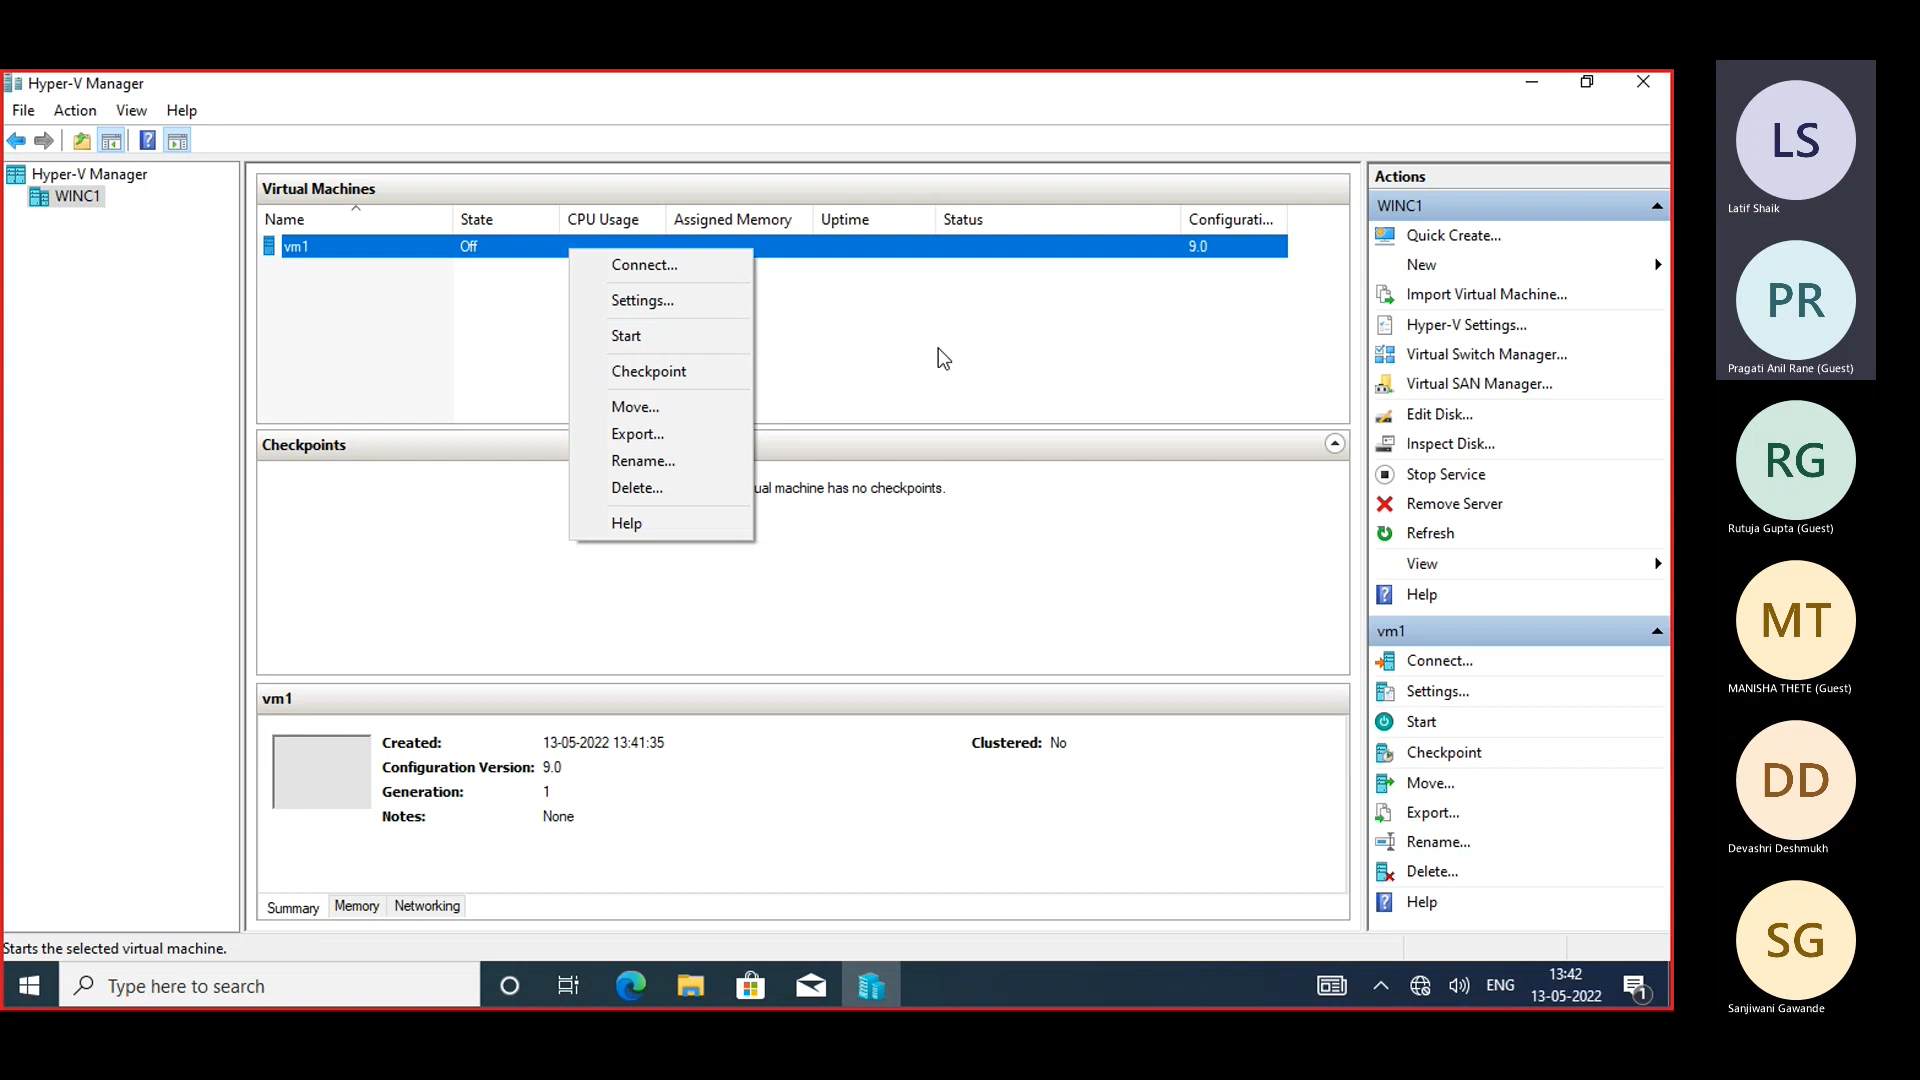 Hyper-V Manager
File Action View Help
Hyper-V Manager
WINC1
Virtual Machines
Name State CPU Usage Assigned Memory Uptime Status Configurati...
vm1 Off 9.0
Connect...
Settings...
Start
Checkpoint
Move...
Export...
Rename...
Delete...
Help
Checkpoints
ual machine has no checkpoints.
vm1
Created: 13-05-2022 13:41:35 Clustered: No
Configuration Version: 9.0
Generation: 1
Notes: None
Summary Memory Networking
Actions
WINC1
Quick Create...
New
Import Virtual Machine...
Hyper-V Settings...
Virtual Switch Manager...
Virtual SAN Manager...
Edit Disk...
Inspect Disk...
Stop Service
Remove Server
Refresh
View
Help
vm1
Connect...
Settings...
Start
Checkpoint
Move...
Export...
Rename...
Delete...
Help
Starts the selected virtual machine.
Type here to search
ENG
13:42
13-05-2022
1
LS
Latif Shaik
PR
Pragati Anil Rane (Guest)
RG
Rutuja Gupta (Guest)
MT
MANISHA THETE (Guest)
DD
Devashri Deshmukh
SG
Sanjiwani Gawande